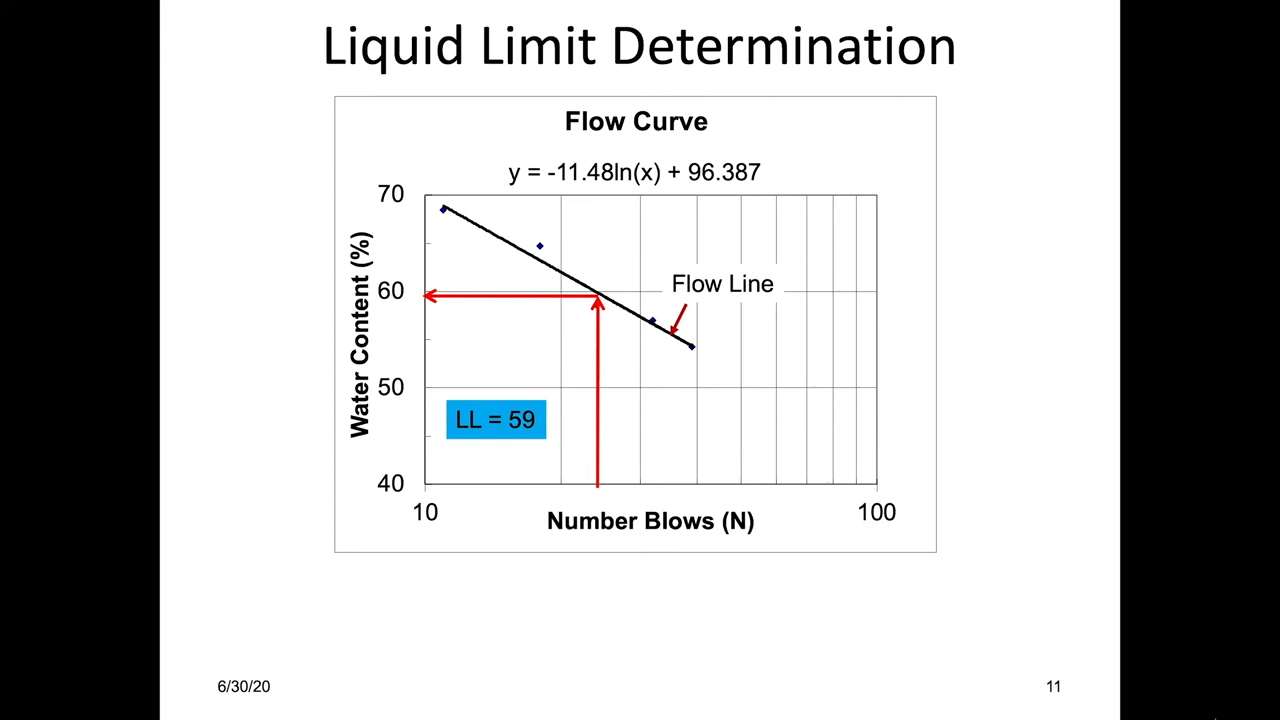 Liquid Limit Determination
Flow Curve
y = -11.48ln(x) + 96.387
70
60
50
40
Water Content (%)
Flow Line
LL = 59
10
100
Number Blows (N)
6/30/20
11